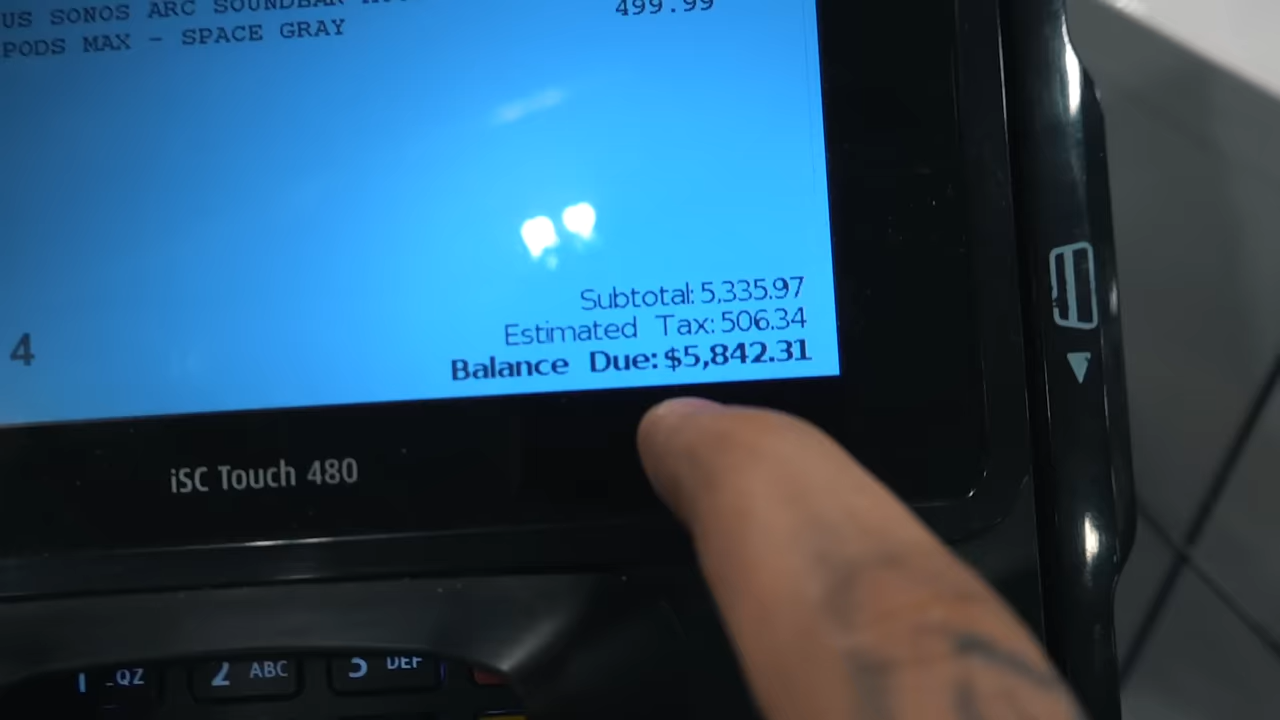 US SONOS ARC SOUNDBAR
499.99
PODS MAX - SPACE GRAY
Subtotal: 5,335.97
Estimated Tax: 506.34
4
Balance Due: $5,842.31
iSC Touch 480
1 _QZ 2 ABC 3 DEF